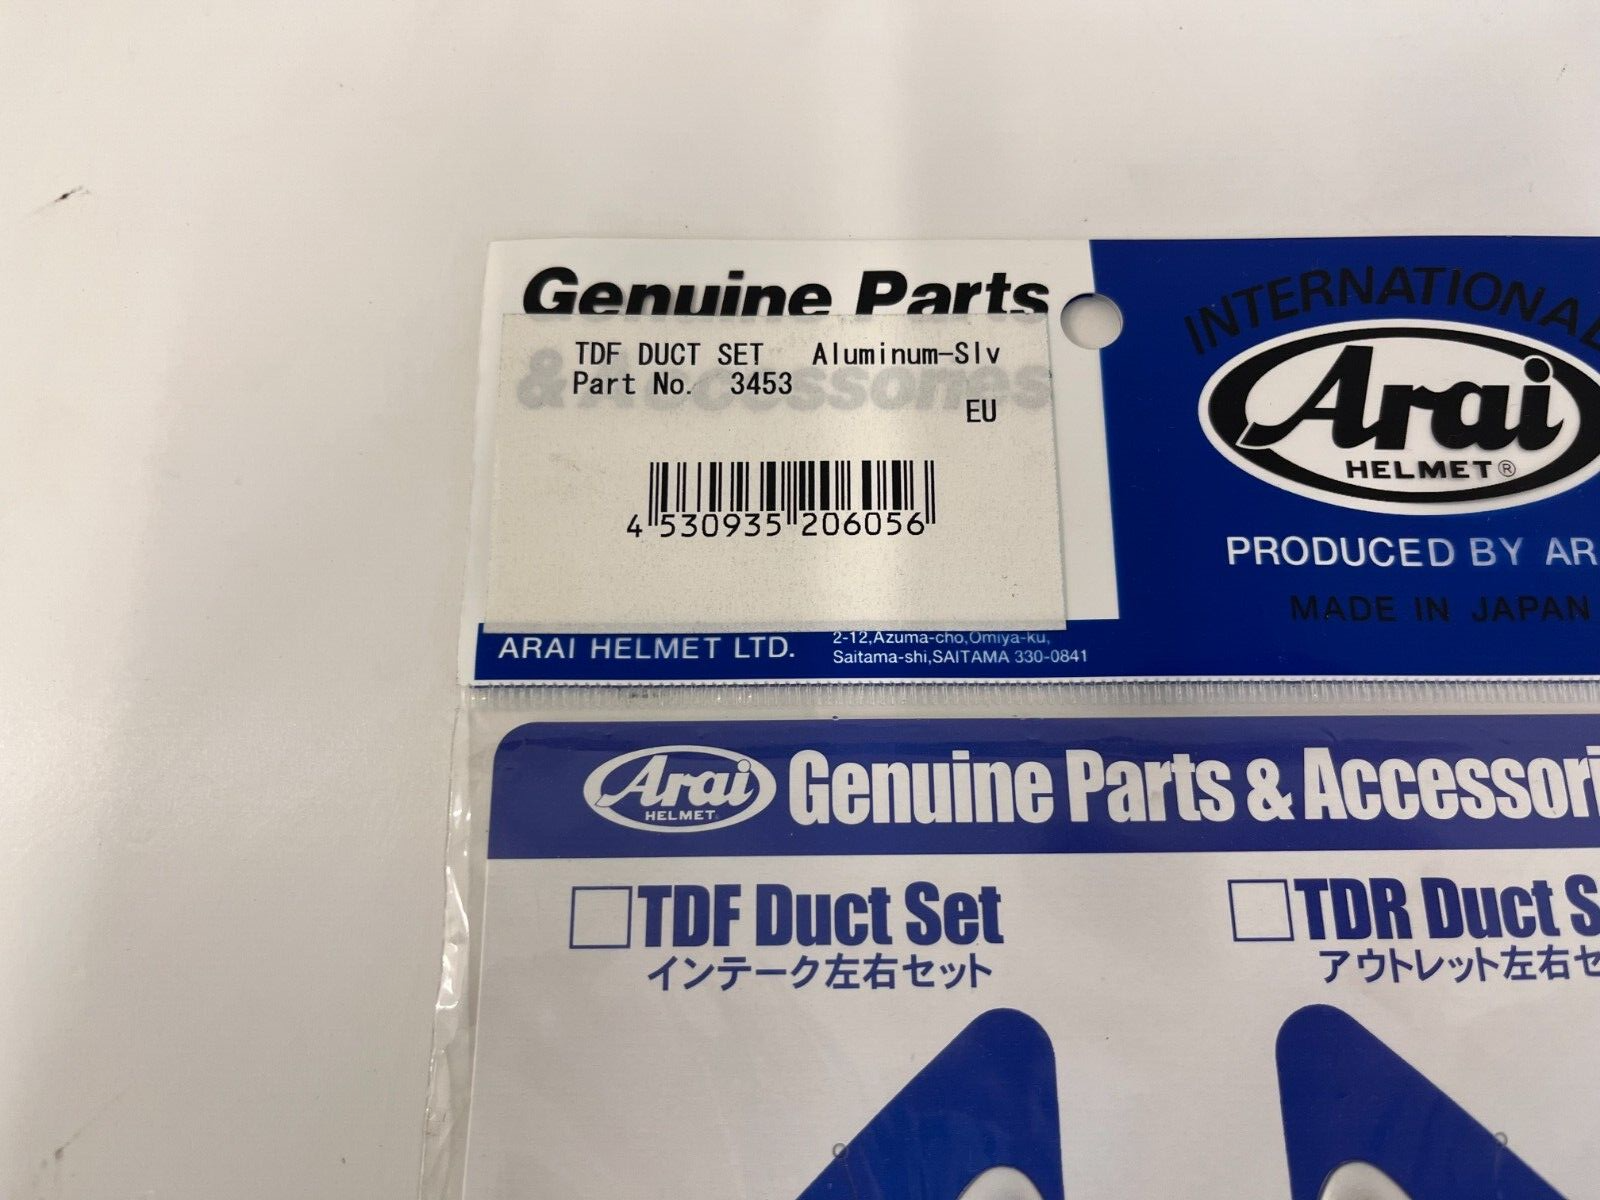 Genuine Parts
& Accessories
TDF DUCT SET Aluminum-Slv
Part No. 3453
EU
4 530935 206056
ARAI HELMET LTD.
2-12,Azuma-cho,Omiya-ku,
Saitama-shi,SAITAMA 330-0841
INTERNATIONAL
Arai
HELMET®
PRODUCED BY AR
MADE IN JAPAN
Arai
HELMET
Genuine Parts & Accessori
TDF Duct Set
インテーク左右セット
TDR Duct S
アウトレット左右セ